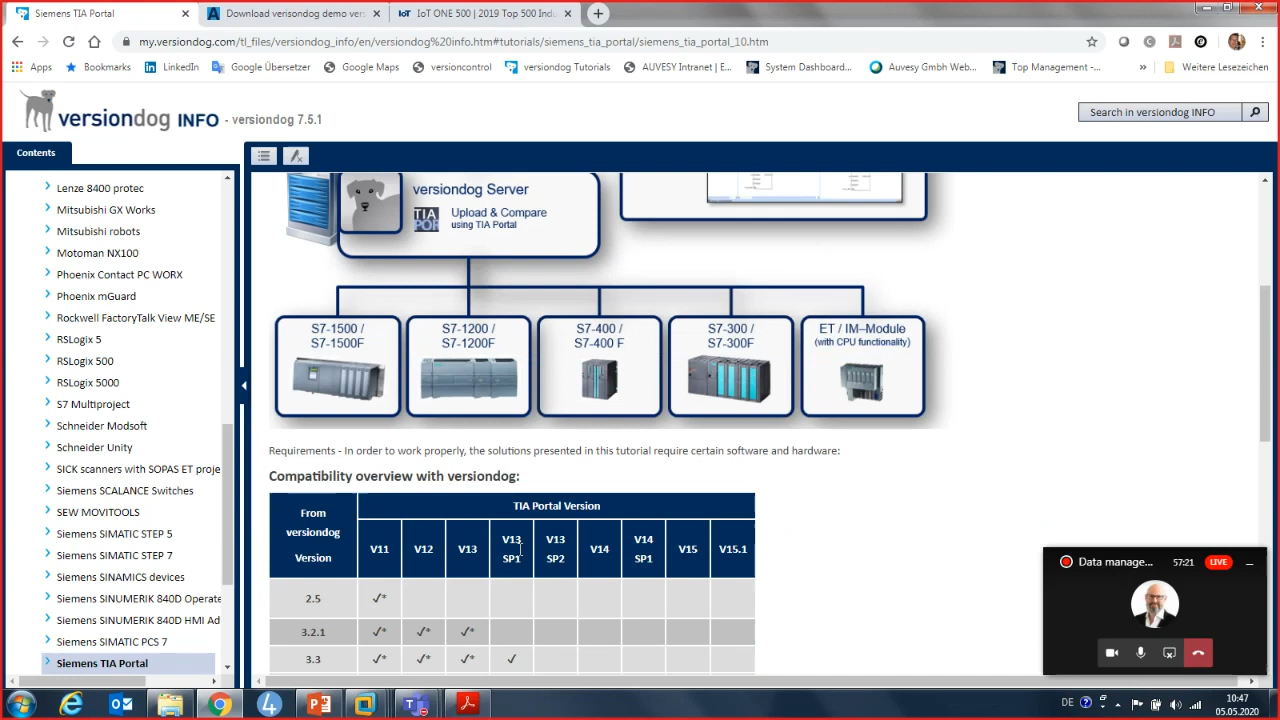 Siemens TIA Portal
Download verisondog demo vers
IoT ONE 500 | 2019 Top 500 Indu
my.versiondog.com/tl_files/versiondog_info/en/versiondog%20info.htm#tutorials/siemens_tia_portal/siemens_tia_portal_10.htm
Apps
Bookmarks
LinkedIn
Google Übersetzer
Google Maps
versioncontrol
versiondog Tutorials
AUVESY Intranet | E...
System Dashboard...
Auvesy Gmbh Web...
Top Management -...
»
Weitere Lesezeichen
versiondog INFO - versiondog 7.5.1
Search in versiondog INFO
Contents
Lenze 8400 protec
Mitsubishi GX Works
Mitsubishi robots
Motoman NX100
Phoenix Contact PC WORX
Phoenix mGuard
Rockwell FactoryTalk View ME/SE
RSLogix 5
RSLogix 500
RSLogix 5000
S7 Multiproject
Schneider Modsoft
Schneider Unity
SICK scanners with SOPAS ET proje
Siemens SCALANCE Switches
SEW MOVITOOLS
Siemens SIMATIC STEP 5
Siemens SIMATIC STEP 7
Siemens SINAMICS devices
Siemens SINUMERIK 840D Operate
Siemens SINUMERIK 840D HMI Ad
Siemens SIMATIC PCS 7
Siemens TIA Portal
versiondog Server
TIA
POR
Upload & Compare
using TIA Portal
S7-1500 /
S7-1500F
S7-1200 /
S7-1200F
S7-400 /
S7-400 F
S7-300 /
S7-300F
ET / IM–Module
(with CPU functionality)
Requirements - In order to work properly, the solutions presented in this tutorial require certain software and hardware:
Compatibility overview with versiondog:
From
versiondog
Version
TIA Portal Version
V11
V12
V13
V13
SP1
V13
SP2
V14
V14
SP1
V15
V15.1
2.5 ✓*
3.2.1 ✓* ✓* ✓*
3.3 ✓* ✓* ✓* ✓
Data manage... 57:21 LIVE
DE
10:47
05.05.2020